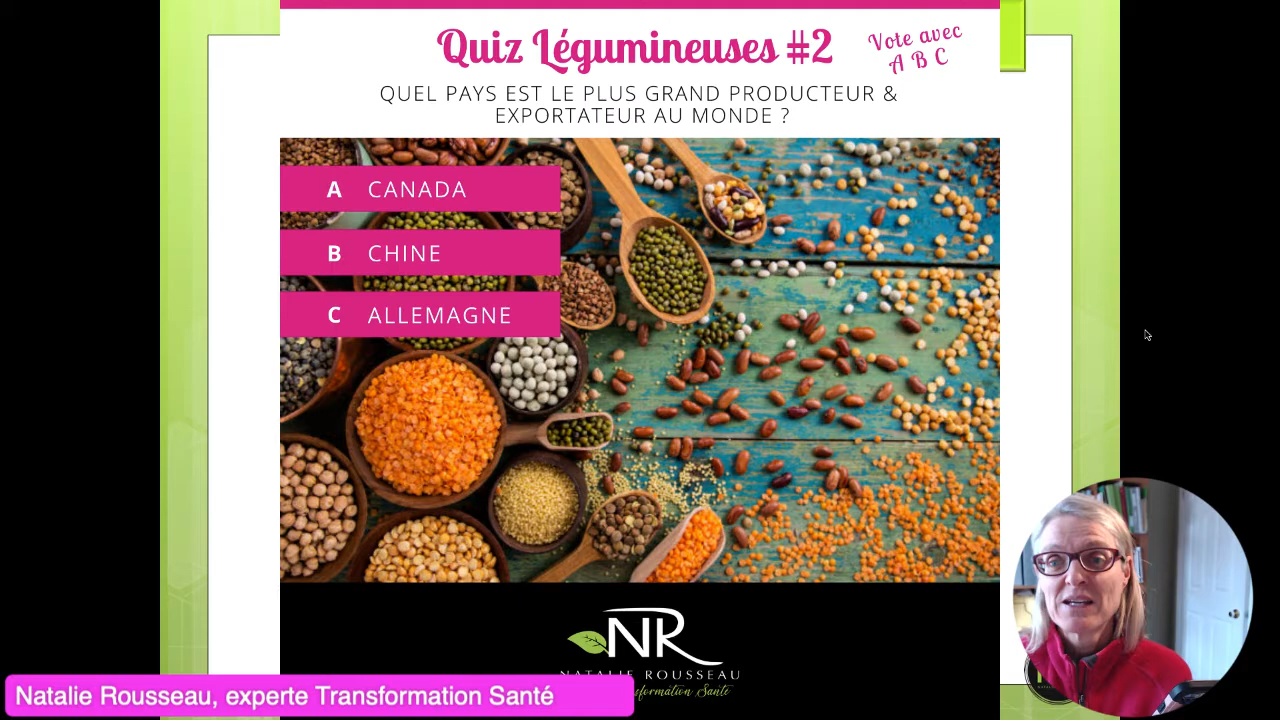 Quiz Légumineuses #2
Vote avec
A B C
QUEL PAYS EST LE PLUS GRAND PRODUCTEUR &
EXPORTATEUR AU MONDE ?
A CANADA
B CHINE
C ALLEMAGNE
NR
NATALIE ROUSSEAU
Santé
Natalie Rousseau, experte Transformation Santé